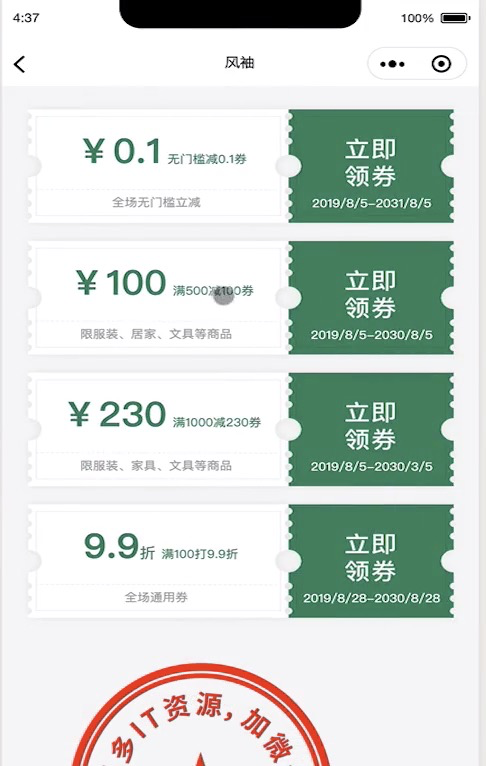 4:37
100%
风袖
￥0.1 无门槛减0.1券
全场无门槛立减
立即
领券
2019/8/5-2031/8/5
￥100 满500减100券
限服装、居家、文具等商品
立即
领券
2019/8/5-2030/8/5
￥230 满1000减230券
限服装、家具、文具等商品
立即
领券
2019/8/5-2030/3/5
9.9折 满100打9.9折
全场通用券
立即
领券
2019/8/28-2030/8/28
多IT资源，加微